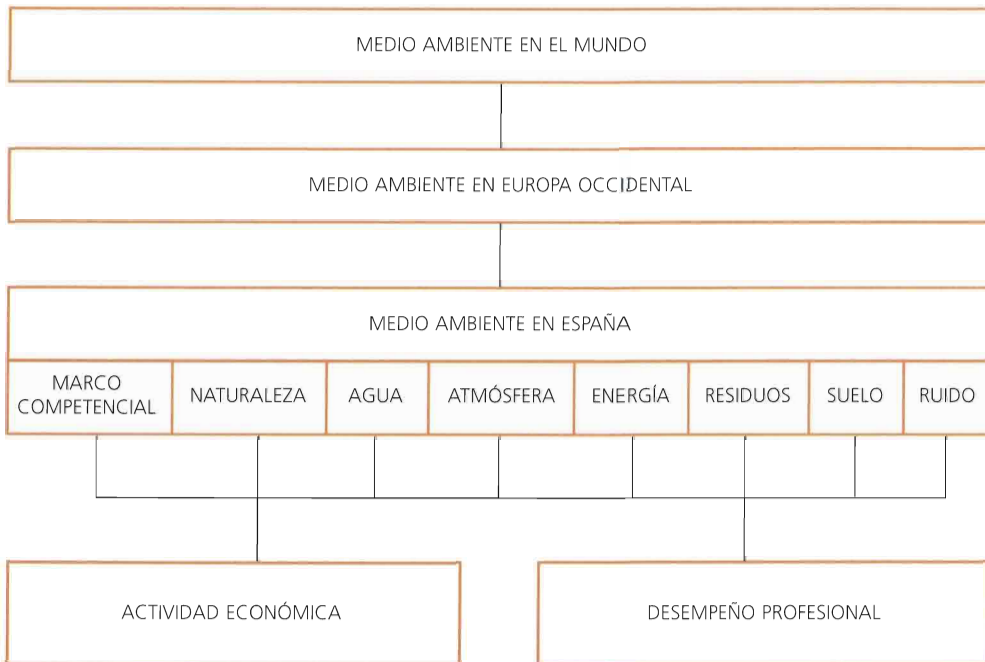 MEDIO AMBIENTE EN EL MUNDO
MEDIO AMBIENTE EN EUROPA OCCIDENTAL
MEDIO AMBIENTE EN ESPAÑA
MARCO
COMPETENCIAL
NATURALEZA
AGUA
ATMÓSFERA
ENERGÍA
RESIDUOS
SUELO
RUIDO
ACTIVIDAD ECONÓMICA
DESEMPEÑO PROFESIONAL